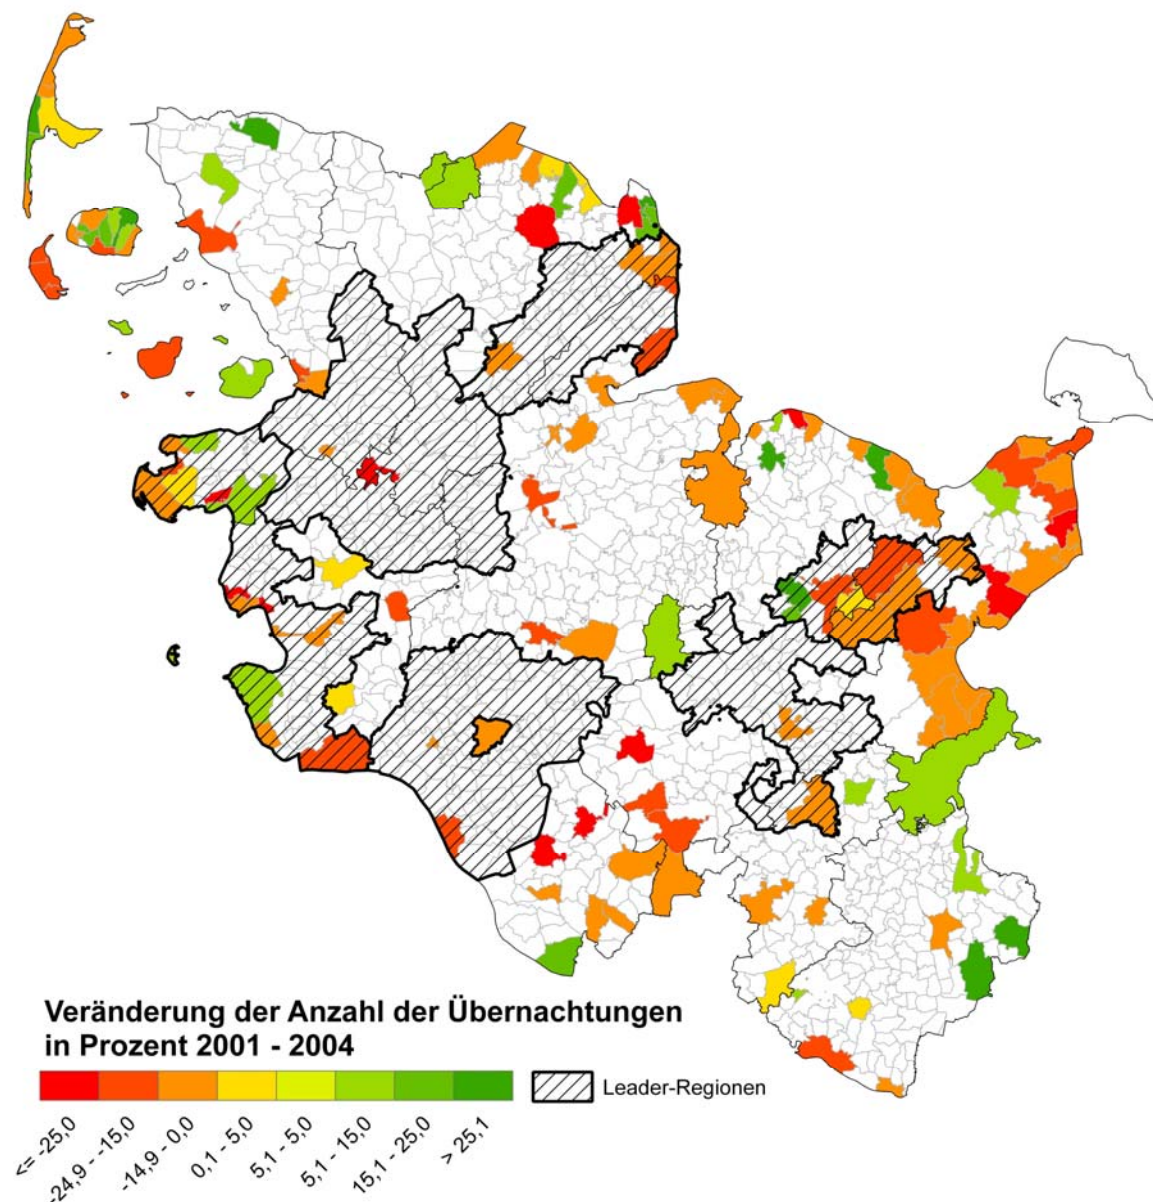 Veränderung der Anzahl der Übernachtungen
in Prozent 2001 - 2004
Leader-Regionen
<= -25,0
-24,9 - -15,0
-14,9 - 0,0
0,1 - 5,0
5,1 - 5,0
5,1 - 15,0
15,1 - 25,0
> 25,1